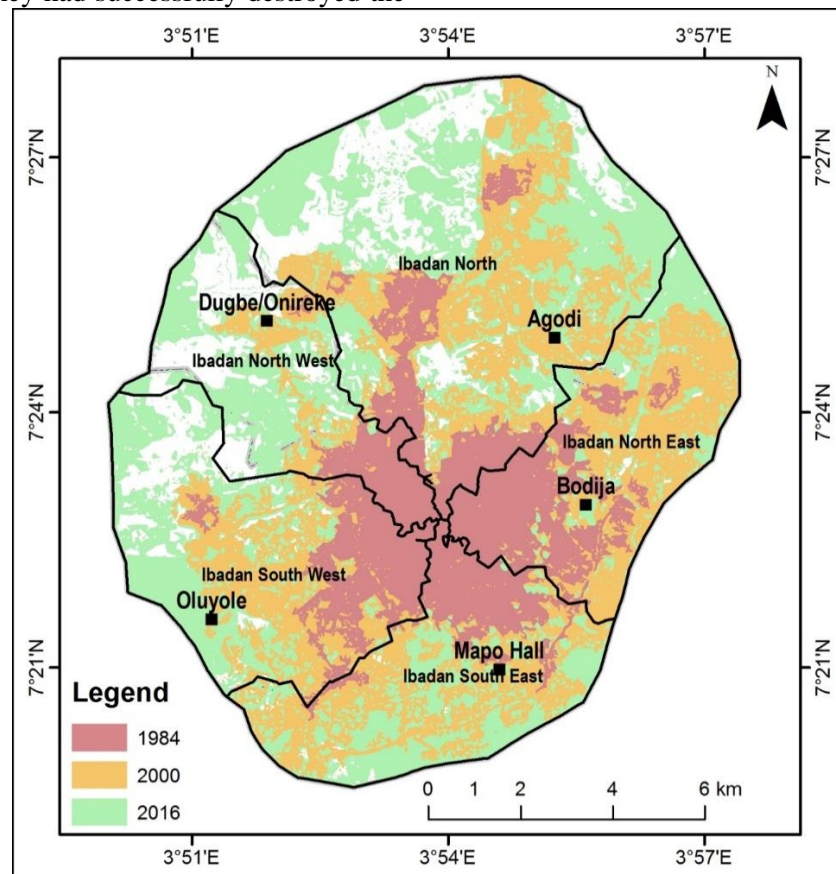 3°51'E 3°54'E 3°57'E
N
7°27'N 7°27'N
Ibadan North
Dugbe/Onireke
Agodi
Ibadan North West
7°24'N 7°24'N
Ibadan North East
Bodija
Ibadan South West
Oluyole
Mapo Hall
7°21'N 7°21'N
Ibadan South East
Legend
1984
2000
2016
0 1 2 4 6 km
3°51'E 3°54'E 3°57'E